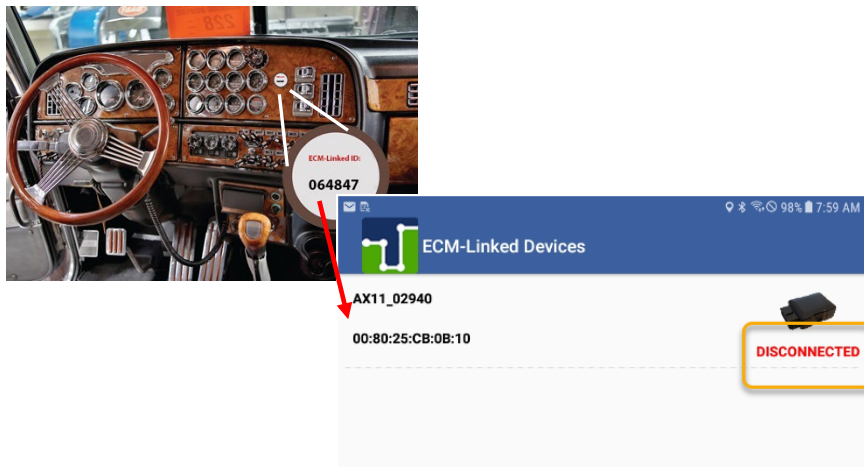 228 -
ECM-Linked ID:
064847
98% 7:59 AM
ECM-Linked Devices
AX11_02940
00:80:25:CB:0B:10
DISCONNECTED